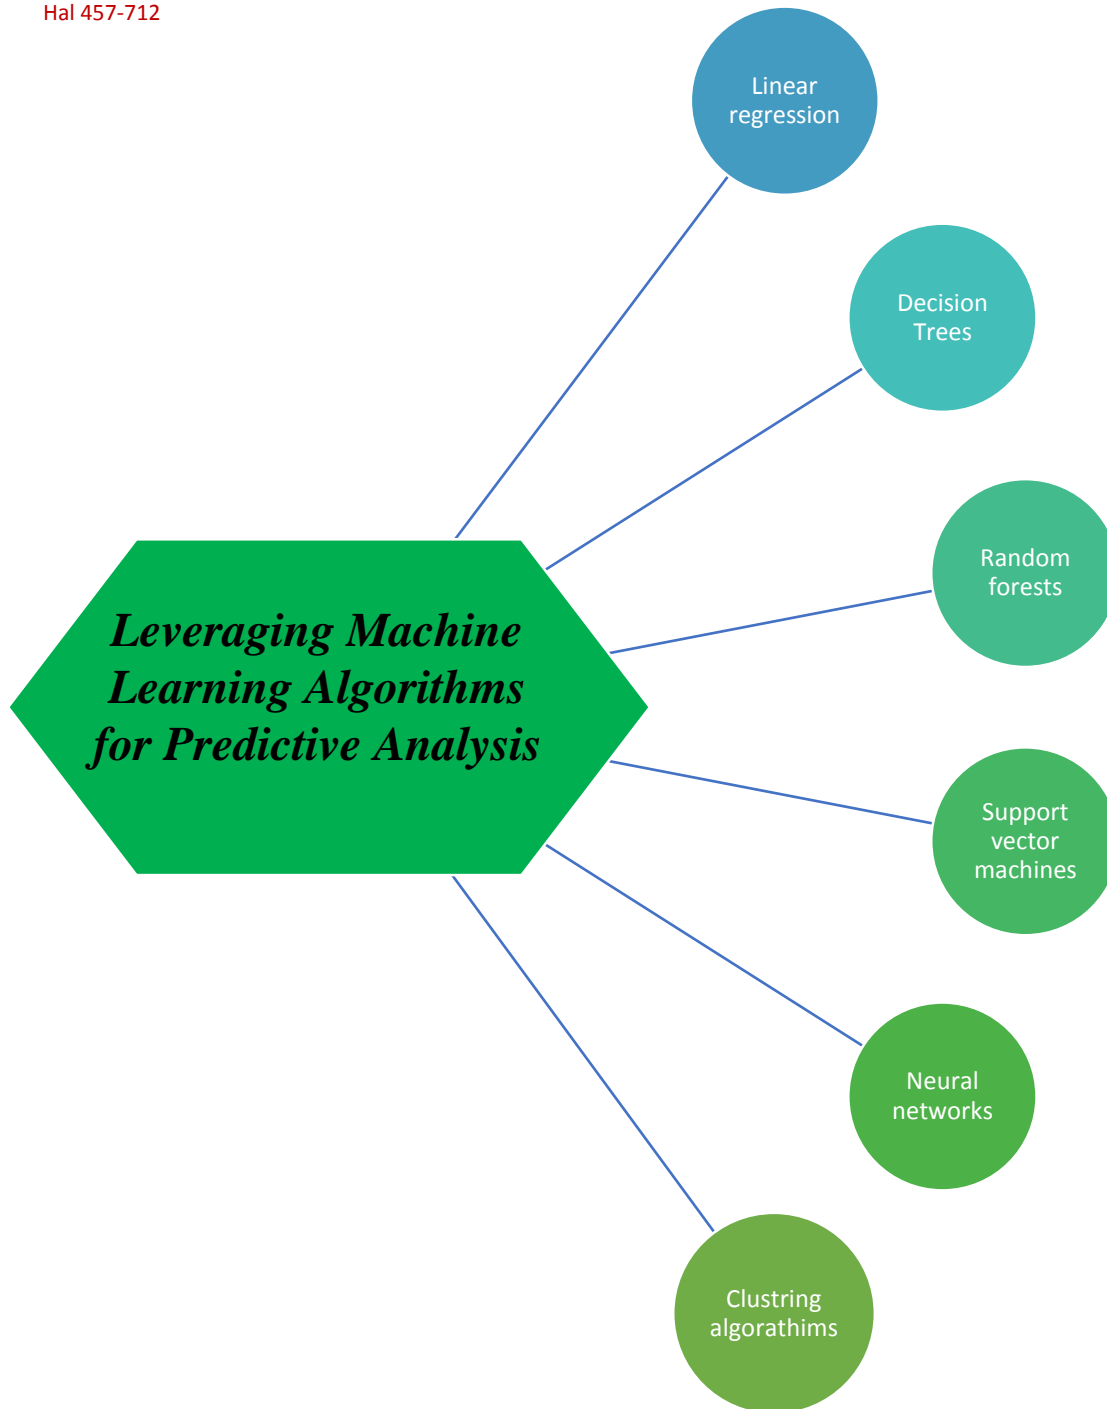 Hal 457-712
Linear
regression
Decision
Trees
Random
forests
Leveraging Machine
Learning Algorithms
for Predictive Analysis
Support
vector
machines
Neural
networks
Clustring
algorathims